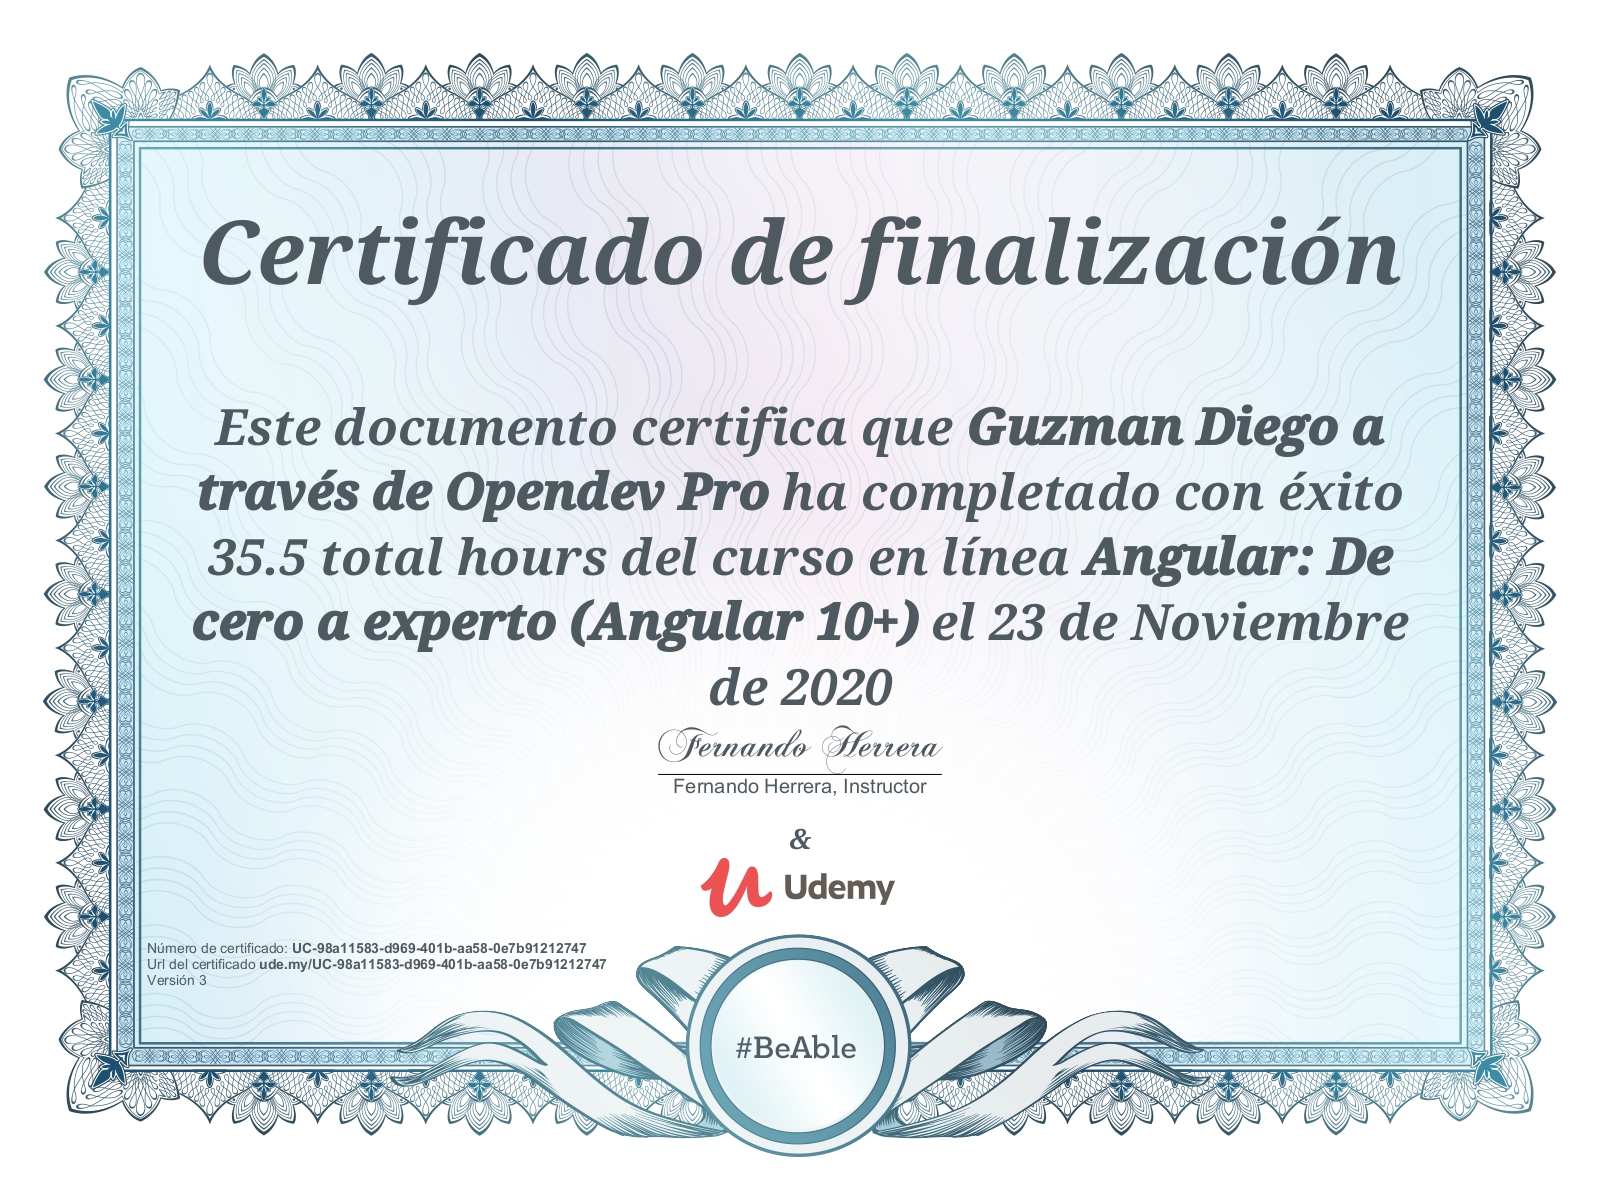 Certificado de finalización
Este documento certifica que Guzman Diego a
través de Opendev Pro ha completado con éxito
35.5 total hours del curso en línea Angular: De
cero a experto (Angular 10+) el 23 de Noviembre
de 2020
Fernando Herrera
Fernando Herrera, Instructor
&
Udemy
Número de certificado: UC-98a11583-d969-401b-aa58-0e7b91212747
Url del certificado ude.my/UC-98a11583-d969-401b-aa58-0e7b91212747
Versión 3
#BeAble